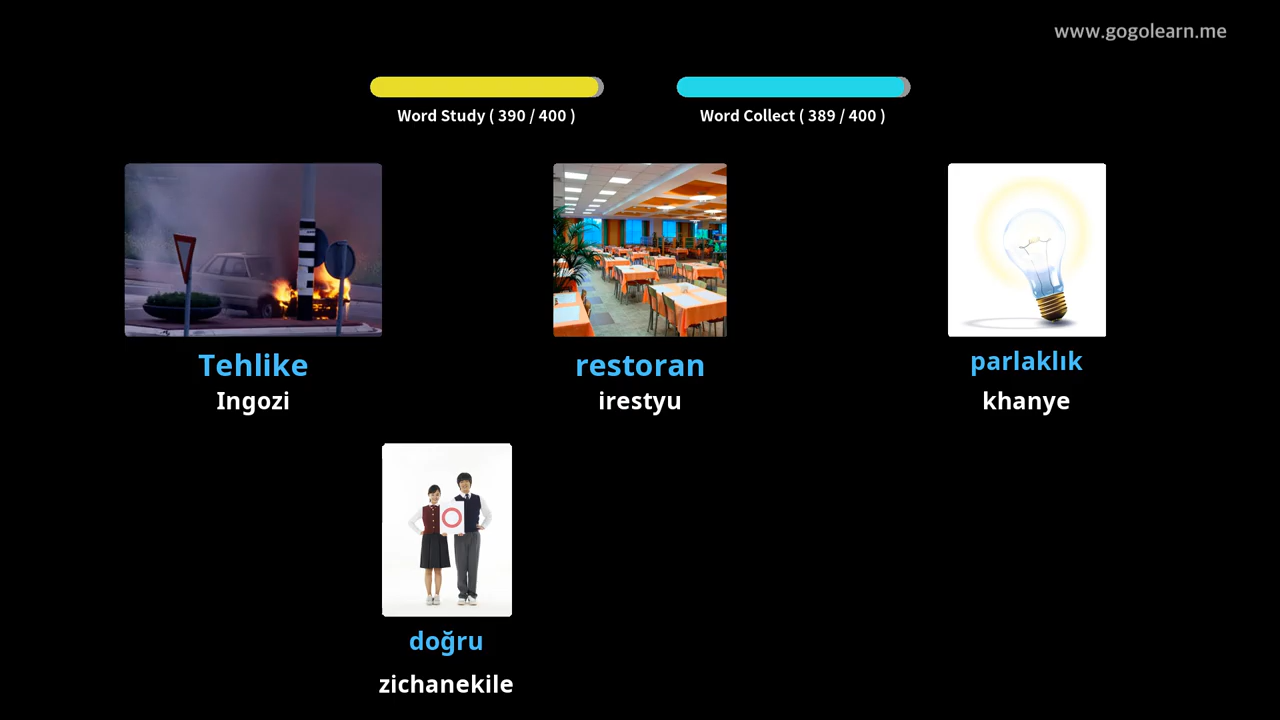 www.gogolearn.me
Word Study ( 390 / 400 )
Word Collect ( 389 / 400 )
Tehlike
Ingozi
restoran
irestyu
parlaklık
khanye
doğru
zichanekile